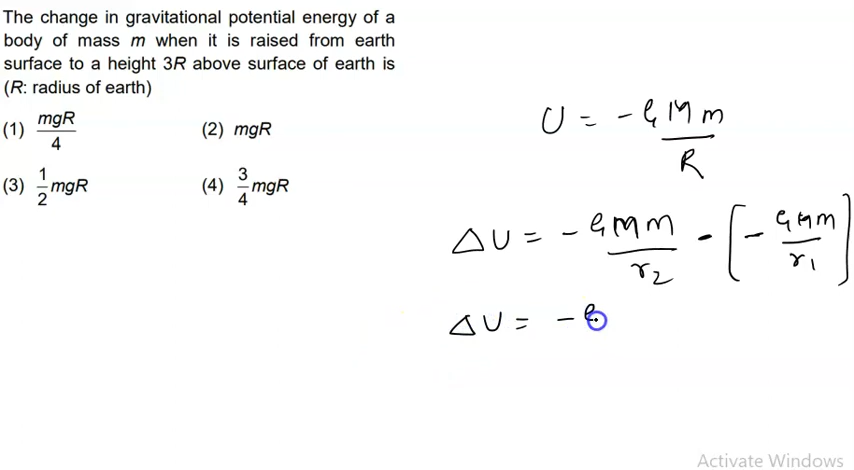 The change in gravitational potential energy of a
body of mass m when it is raised from earth
surface to a height 3R above surface of earth is
(R: radius of earth)
(1) mgR/4 (2) mgR
(3) 1/2 mgR (4) 3/4 mgR
U = - GMm/R
ΔU = - GMm/r₂ - [- GMm/r₁]
ΔU = - G
Activate Windows